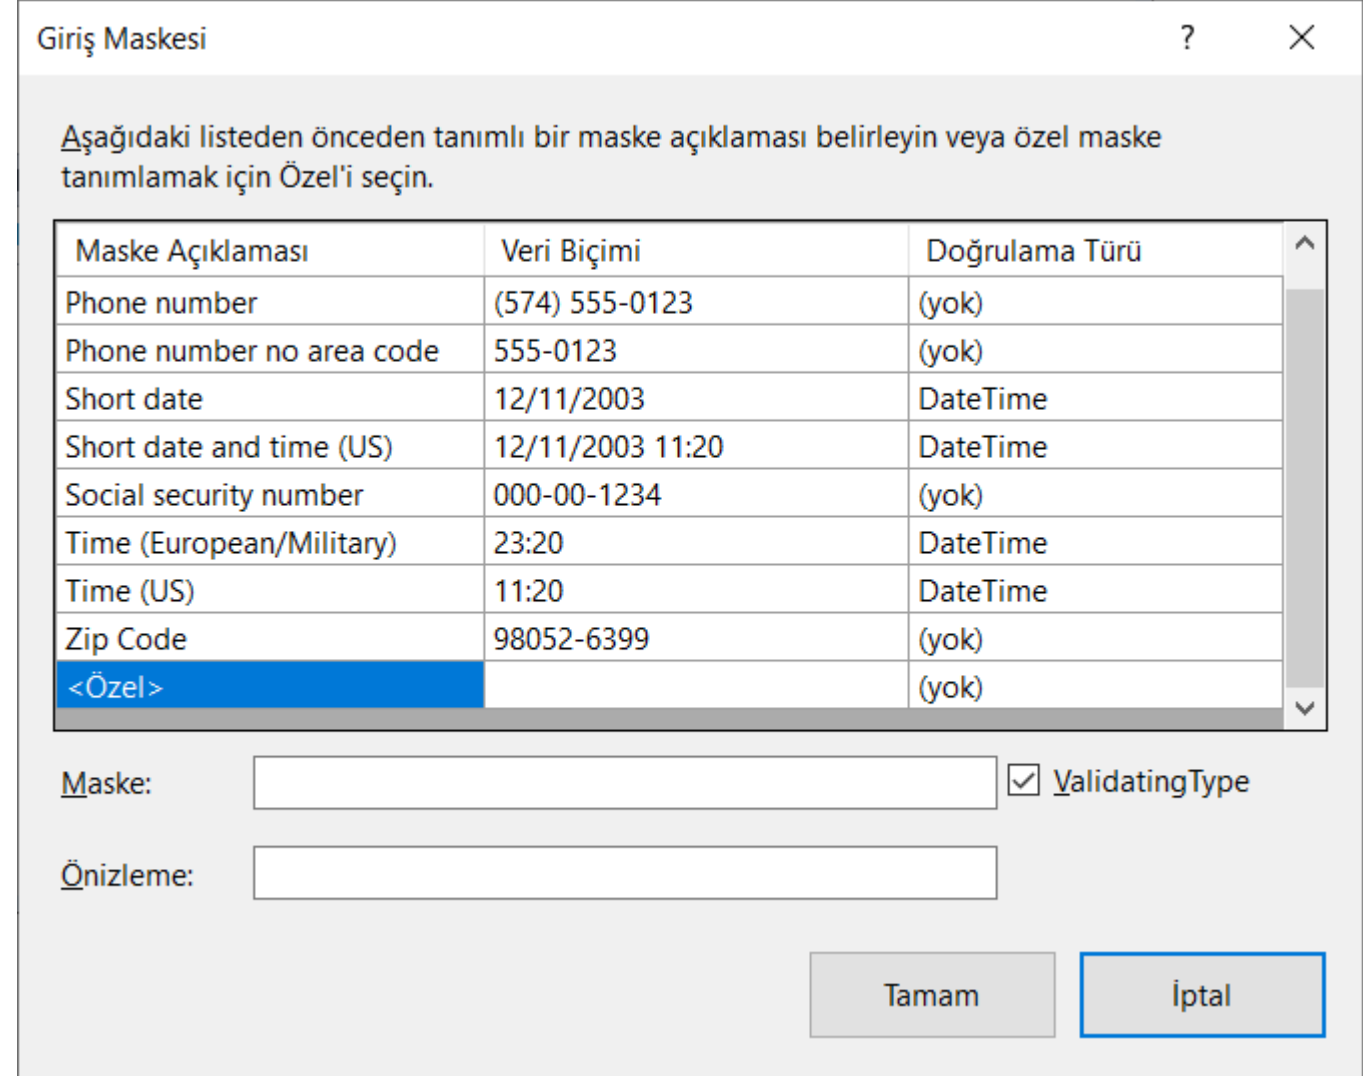 Giriş Maskesi ?
Aşağıdaki listeden önceden tanımlı bir maske açıklaması belirleyin veya özel maske
tanımlamak için Özel'i seçin.
Maske Açıklaması Veri Biçimi Doğrulama Türü
Phone number (574) 555-0123 (yok)
Phone number no area code 555-0123 (yok)
Short date 12/11/2003 DateTime
Short date and time (US) 12/11/2003 11:20 DateTime
Social security number 000-00-1234 (yok)
Time (European/Military) 23:20 DateTime
Time (US) 11:20 DateTime
Zip Code 98052-6399 (yok)
<Özel> (yok)
Maske: ValidatingType
Önizleme:
Tamam İptal